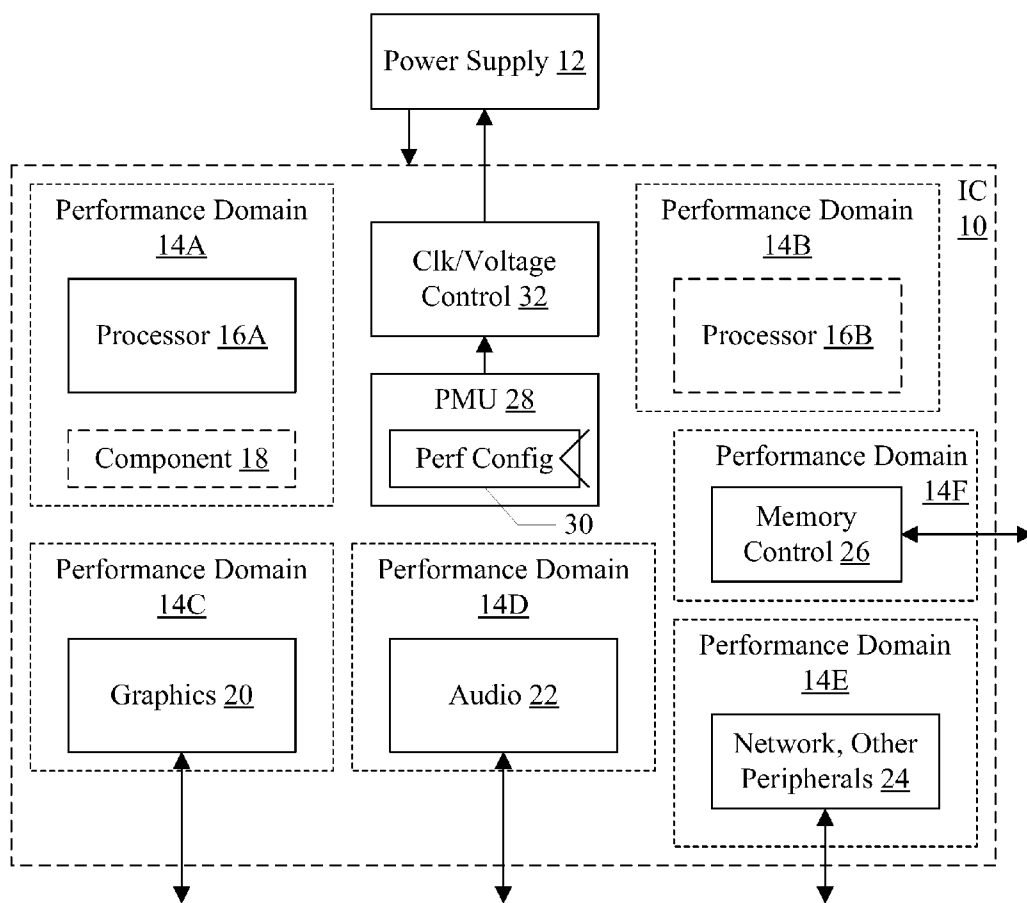 Power Supply 12
IC
10
Performance Domain
14A
Processor 16A
Component 18
Clk/Voltage
Control 32
PMU 28
Perf Config
30
Performance Domain
14B
Processor 16B
Performance Domain
14F
Memory
Control 26
Performance Domain
14C
Graphics 20
Performance Domain
14D
Audio 22
Performance Domain
14E
Network, Other
Peripherals 24